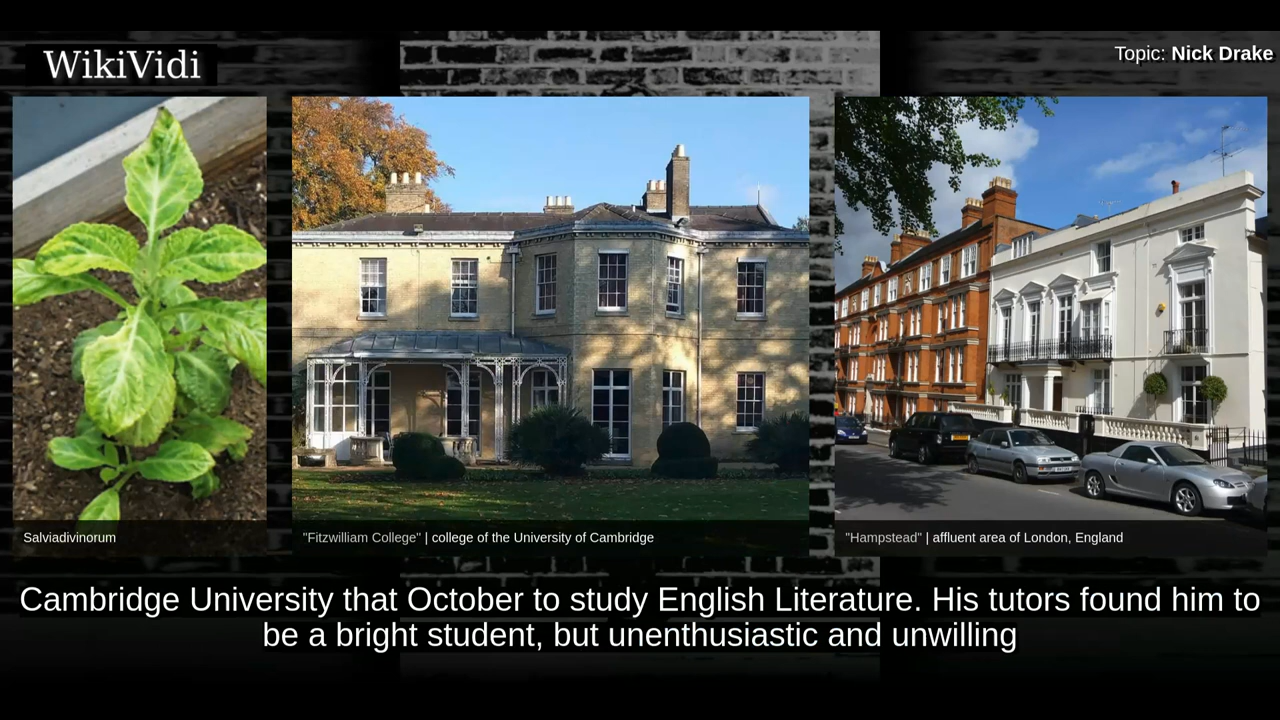 WikiVidi
Topic: Nick Drake
Salviadivinorum
"Fitzwilliam College" | college of the University of Cambridge
"Hampstead" | affluent area of London, England
Cambridge University that October to study English Literature. His tutors found him to
be a bright student, but unenthusiastic and unwilling